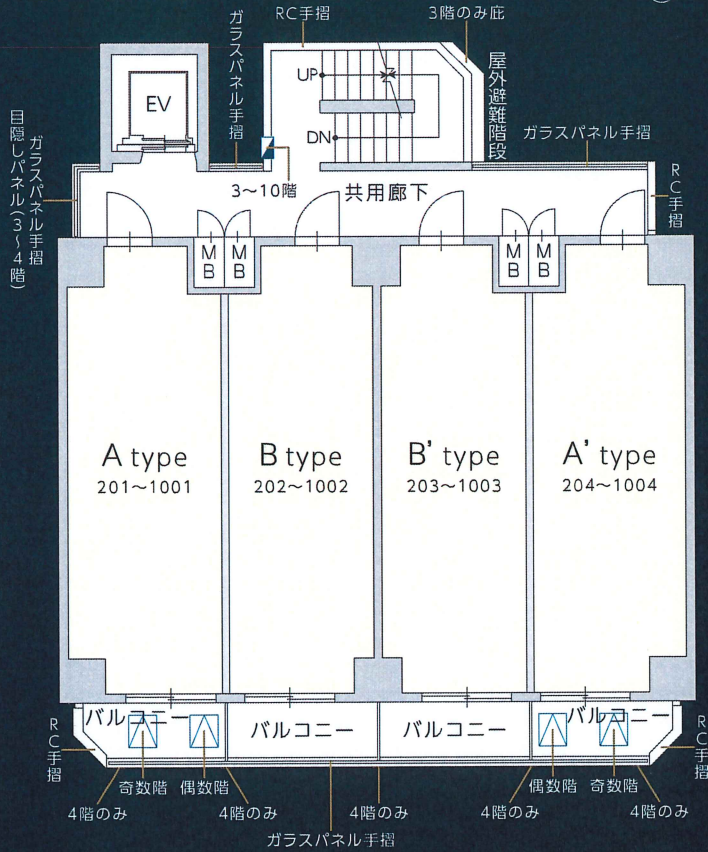 RC手摺
3階のみ庇
ガラスパネル手摺
屋外避難階段
UP
EV
DN
ガラスパネル手摺
目隠しパネル(3〜4階)
ガラスパネル手摺
3〜10階
共用廊下
RC手摺
MB
MB
MB
MB
A type
201〜1001
B type
202〜1002
B' type
203〜1003
A' type
204〜1004
RC手摺
バルコニー
バルコニー
バルコニー
バルコニー
RC手摺
奇数階
偶数階
偶数階
奇数階
4階のみ
4階のみ
4階のみ
4階のみ
4階のみ
ガラスパネル手摺